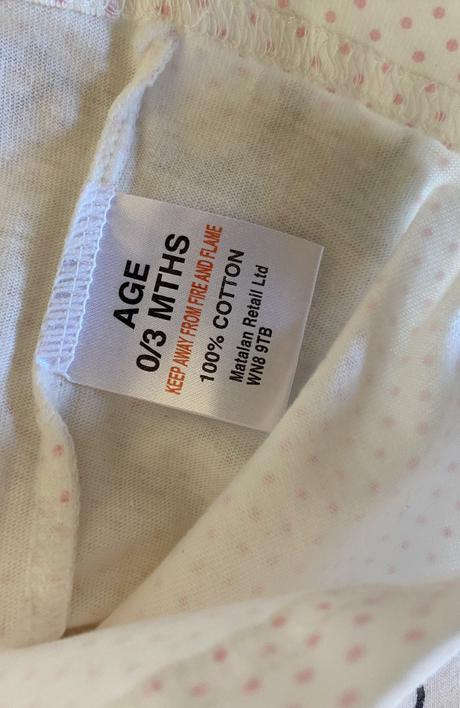 AGE
0/3 MTHS
KEEP AWAY FROM FIRE AND FLAME
100% COTTON
Matalan Retail Ltd
WN8 9TB